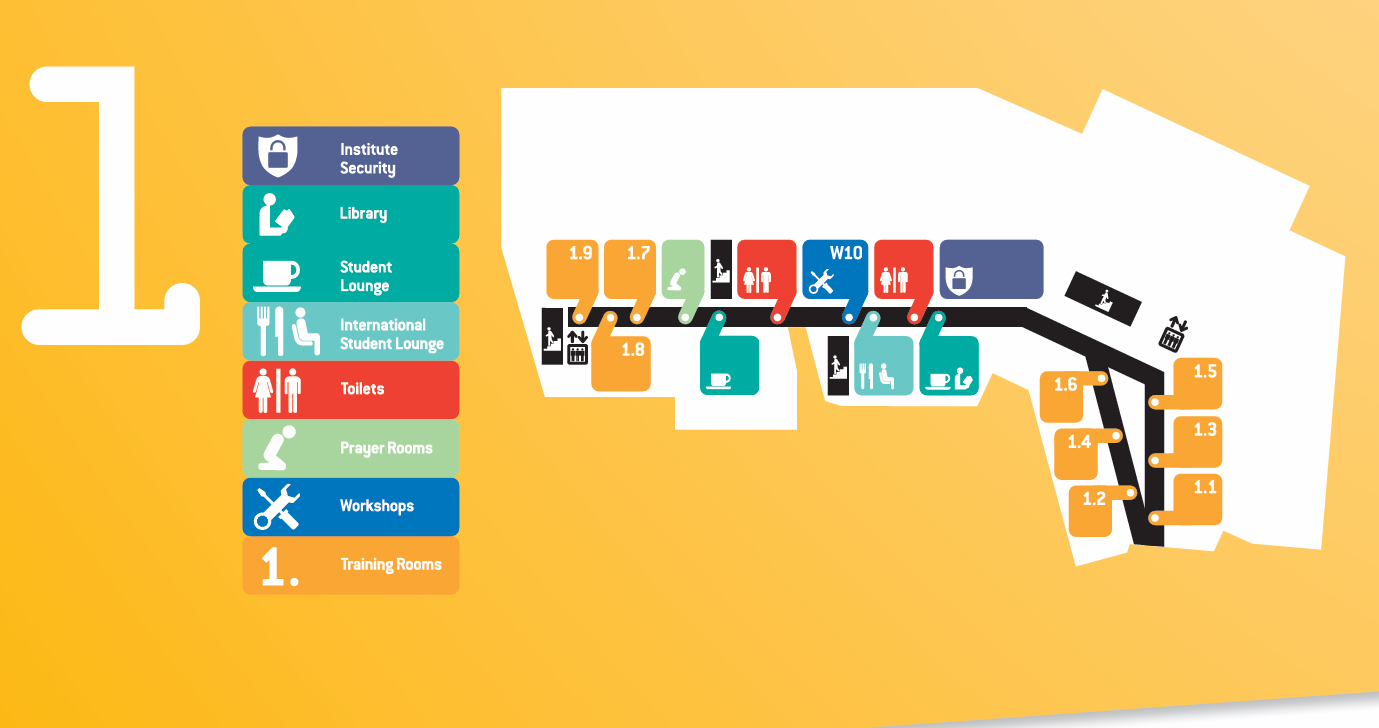 1
Institute
Security
Library
Student
Lounge
International
Student Lounge
Toilets
Prayer Rooms
Workshops
1.
Training Rooms
1.9
1.7
W10
1.8
1.6
1.5
1.4
1.3
1.2
1.1